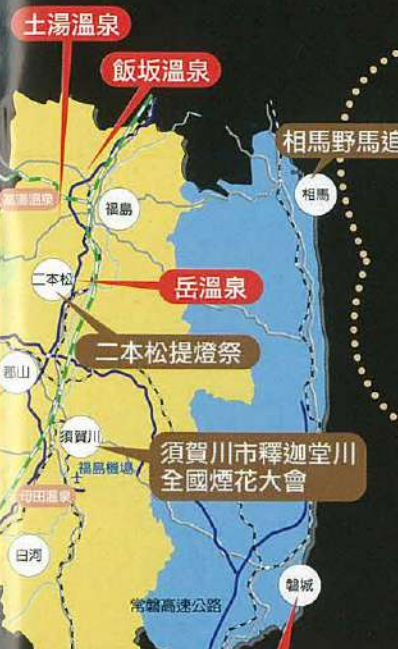 土湯溫泉
飯坂溫泉
相馬野馬追
高湯溫泉
福島
相馬
二本松
岳溫泉
二本松提燈祭
郡山
須賀川
福島機場
須賀川市釋迦堂川
全國煙花大會
母田溫泉
白河
磐城
常磐高速公路